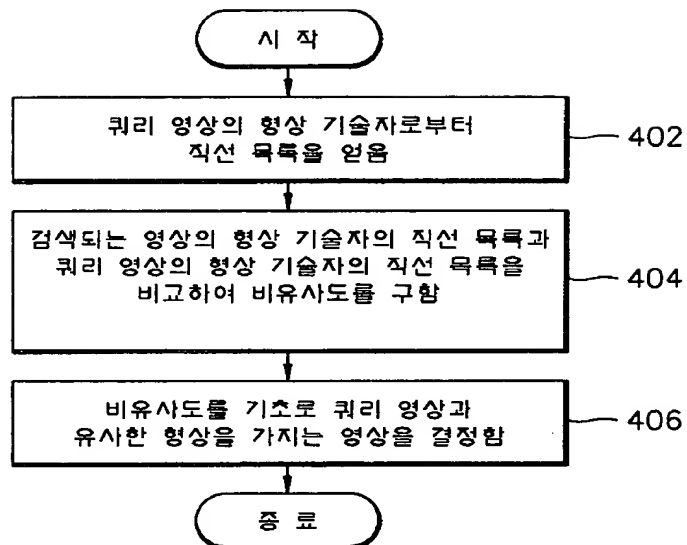 시 작
쿼리 영상의 형상 기술자로부터
직선 목록을 얻음
402
검색되는 영상의 형상 기술자의 직선 목록과
쿼리 영상의 형상 기술자의 직선 목록을
비교하여 비유사도를 구함
404
비유사도를 기초로 쿼리 영상과
유사한 형상을 가지는 영상을 결정함
406
종 료